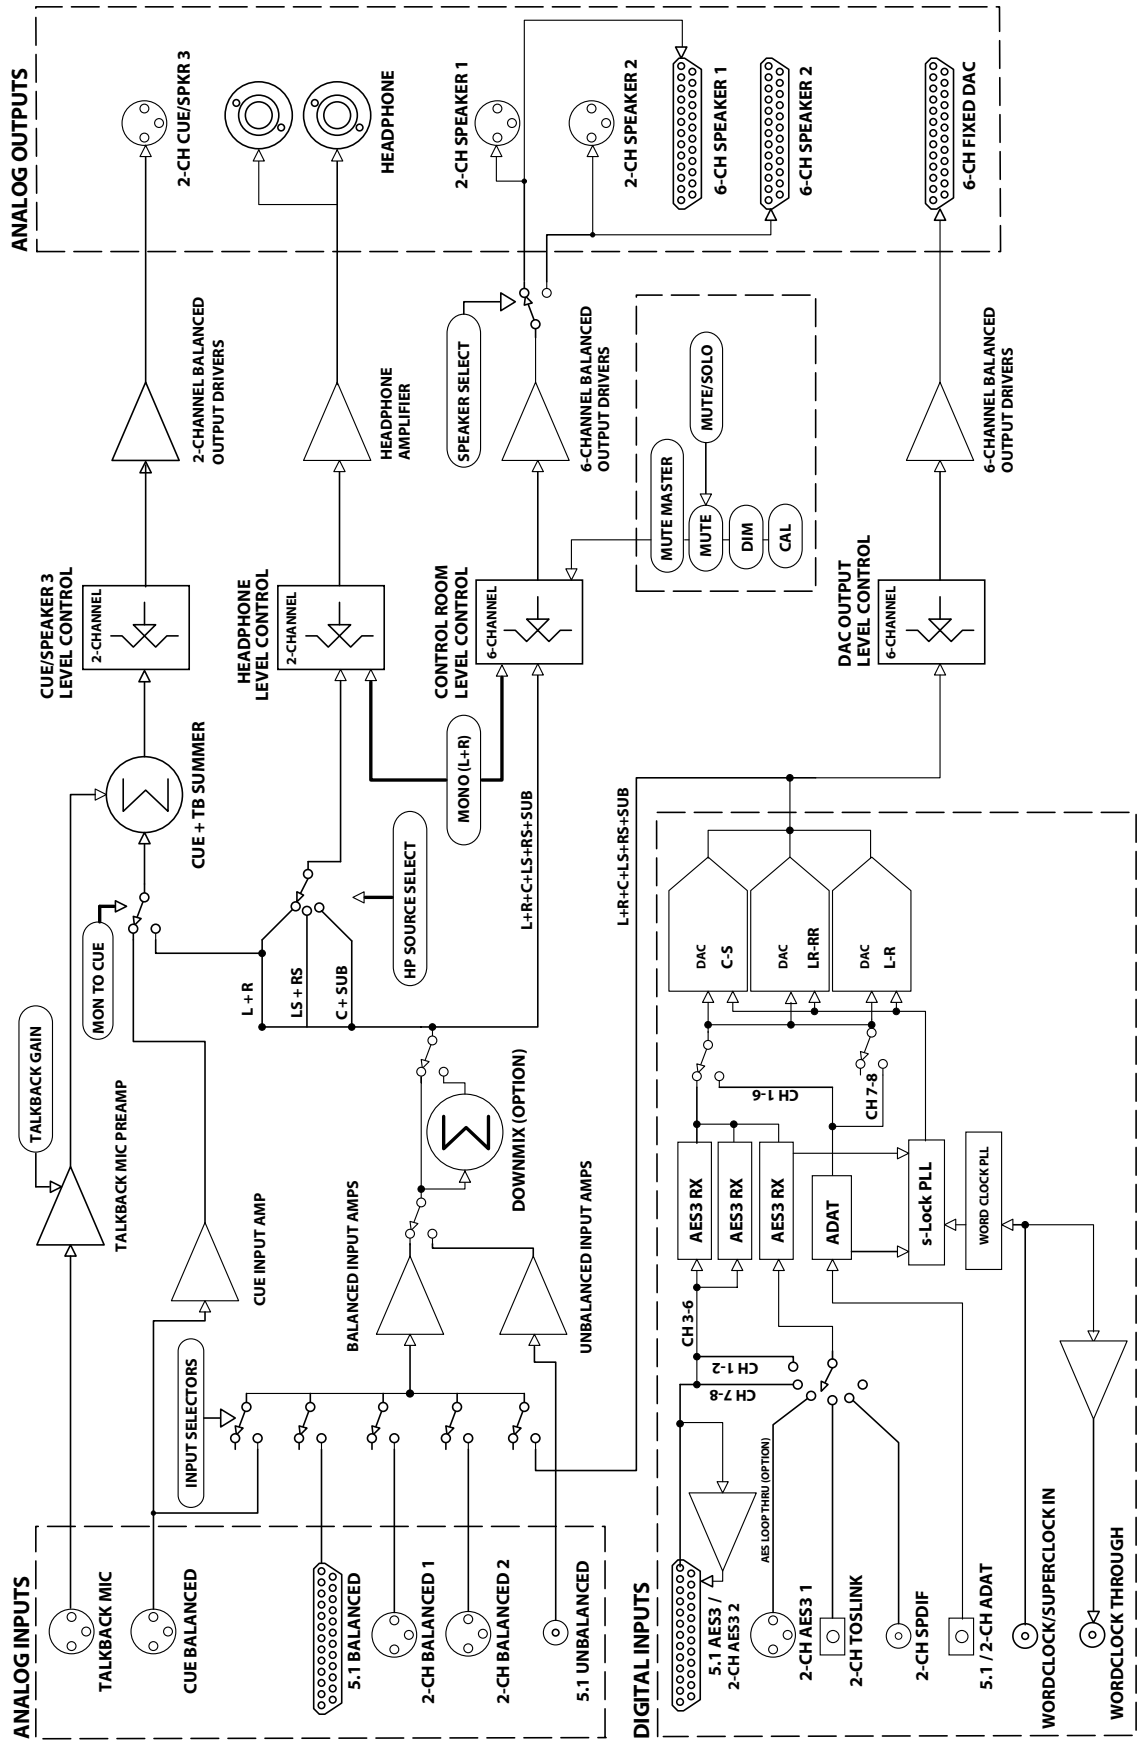 ANALOG INPUTS
TALKBACK MIC
CUE BALANCED
5.1 BALANCED
2-CH BALANCED 1
2-CH BALANCED 2
5.1 UNBALANCED
TALKBACK GAIN
TALKBACK MIC PREAMP
CUE INPUT AMP
INPUT SELECTORS
BALANCED INPUT AMPS
UNBALANCED INPUT AMPS
DOWNMIX (OPTION)
MON TO CUE
L + R
LS + RS
C + SUB
HP SOURCE SELECT
CUE + TB SUMMER
MONO (L+R)
L+R+C+LS+RS+SUB
L+R+C+LS+RS+SUB
CUE/SPEAKER 3
LEVEL CONTROL
2-CHANNEL
HEADPHONE
LEVEL CONTROL
2-CHANNEL
CONTROL ROOM
LEVEL CONTROL
6-CHANNEL
DAC OUTPUT
LEVEL CONTROL
6-CHANNEL
MUTE MASTER
MUTE
DIM
CAL
MUTE/SOLO
2-CHANNEL BALANCED
OUTPUT DRIVERS
HEADPHONE
AMPLIFIER
SPEAKER SELECT
6-CHANNEL BALANCED
OUTPUT DRIVERS
6-CHANNEL BALANCED
OUTPUT DRIVERS
ANALOG OUTPUTS
2-CH CUE/SPKR 3
HEADPHONE
2-CH SPEAKER 1
2-CH SPEAKER 2
6-CH SPEAKER 1
6-CH SPEAKER 2
6-CH FIXED DAC
DIGITAL INPUTS
5.1 AES3 /
2-CH AES3 2
2-CH AES3 1
2-CH TOSLINK
2-CH SPDIF
5.1 / 2-CH ADAT
WORDCLOCK/SUPERCLOCK IN
WORDCLOCK THROUGH
AES LOOP THRU (OPTION)
CH 7-8
CH 1-2
CH 3-6
AES3 RX
AES3 RX
AES3 RX
ADAT
s-Lock PLL
WORD CLOCK PLL
CH 1-6
CH 7-8
DAC
C-S
DAC
LR-RR
DAC
L-R